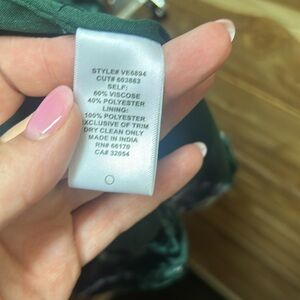 STYLE# VE6894
CUT# 603863
SELF:
60% VISCOSE
40% POLYESTER
LINING:
100% POLYESTER
EXCLUSIVE OF TRIM
DRY CLEAN ONLY
MADE IN INDIA
RN# 66170
CA# 32054